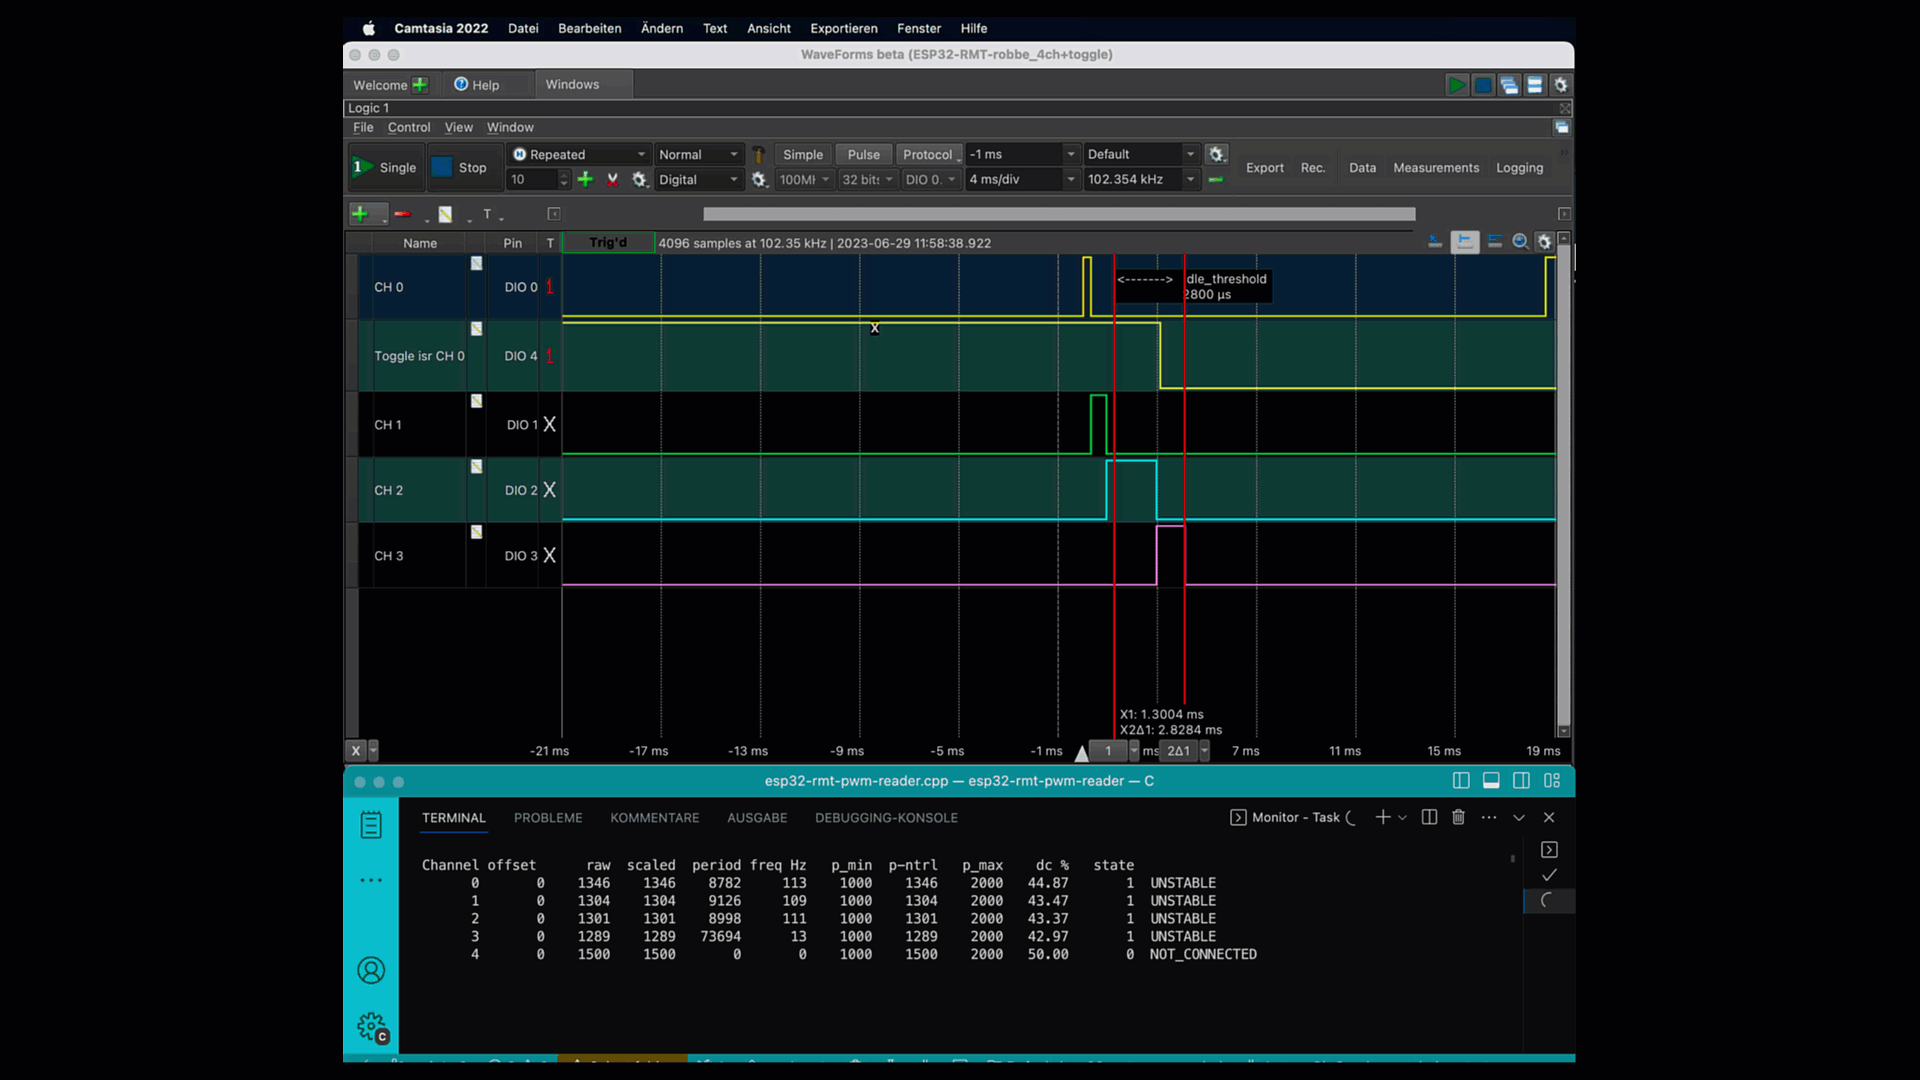 Camtasia 2022 Datei Bearbeiten Ändern Text Ansicht Exportieren Fenster Hilfe
WaveForms beta (ESP32-RMT-robbe_4ch+toggle)
Welcome Help Windows
Logic 1
File Control View Window
Repeated Normal Simple Pulse Protocol -1 ms Default
1 Single Stop Export Rec. Data Measurements Logging
10 Digital 100MH 32 bits DIO 0. 4 ms/div 102.354 kHz
T
Name Pin T Trig'd 4096 samples at 102.35 kHz | 2023-06-29 11:58:38.922
CH 0 DIO 0 1 <-------> dle_threshold
2800 µs
X
Toggle isr CH 0 DIO 4 1
CH 1 DIO 1 X
CH 2 DIO 2 X
CH 3 DIO 3 X
X1: 1.3004 ms
X2Δ1: 2.8284 ms
X -21 ms -17 ms -13 ms -9 ms -5 ms -1 ms 1 ms 2Δ1 7 ms 11 ms 15 ms 19 ms
esp32-rmt-pwm-reader.cpp — esp32-rmt-pwm-reader — C
TERMINAL PROBLEME KOMMENTARE AUSGABE DEBUGGING-KONSOLE Monitor - Task
Channel offset raw scaled period freq Hz p_min p-ntrl p_max dc % state
0 0 1346 1346 8782 113 1000 1346 2000 44.87 1 UNSTABLE
1 0 1304 1304 9126 109 1000 1304 2000 43.47 1 UNSTABLE
2 0 1301 1301 8998 111 1000 1301 2000 43.37 1 UNSTABLE
3 0 1289 1289 73694 13 1000 1289 2000 42.97 1 UNSTABLE
4 0 1500 1500 0 0 1000 1500 2000 50.00 0 NOT_CONNECTED
C